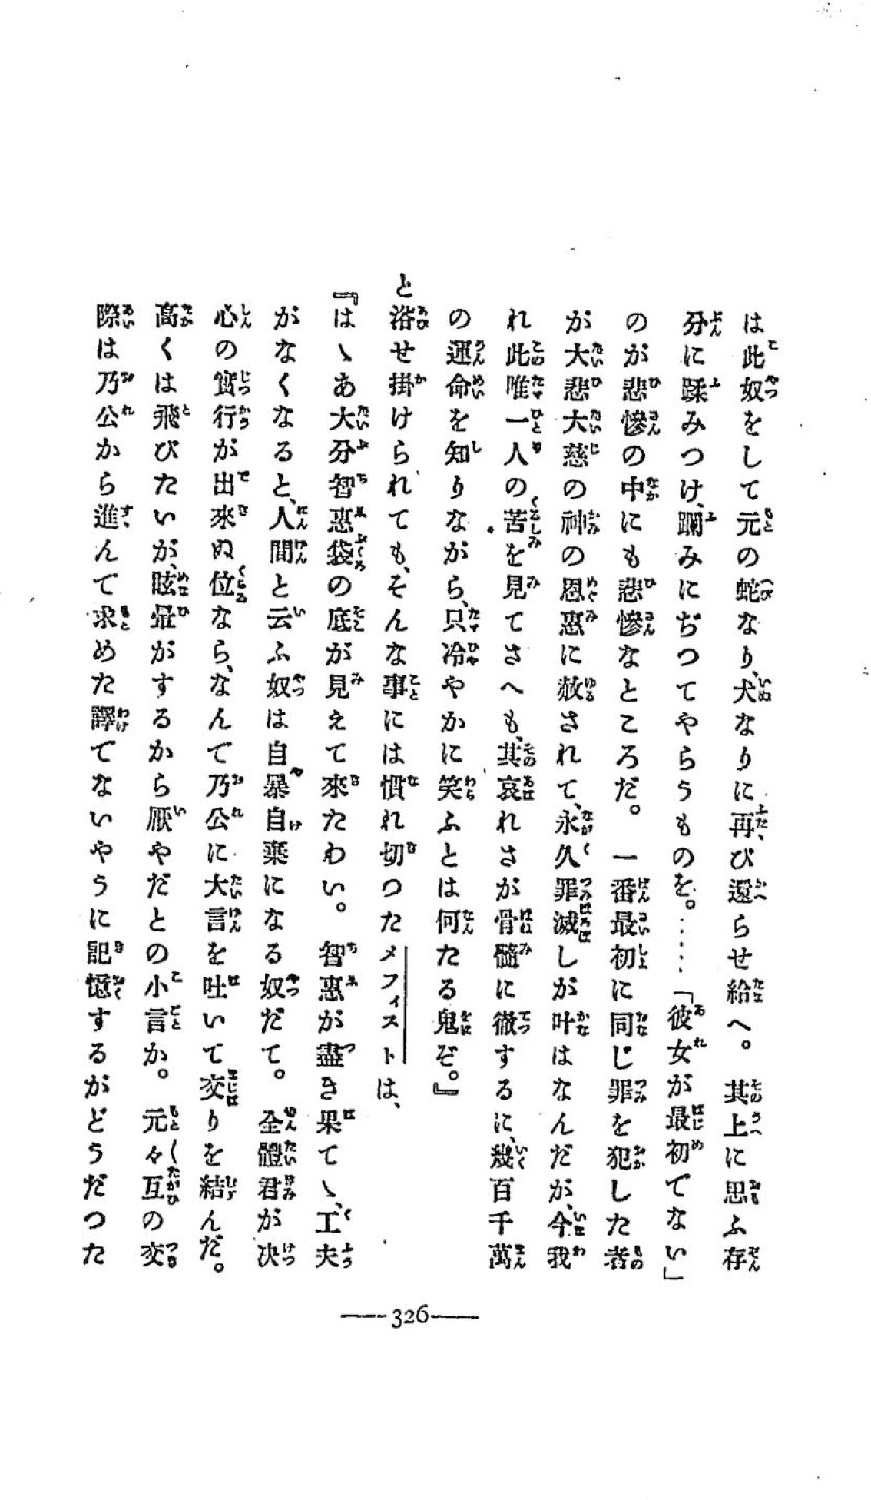 は此奴をして元の蛇なり、犬なりに再び還らせ給へ。其上に思ふ存
分に蹂みつけ、躙みにぢつてやらうものを。……「彼女が最初でない」
のが悲惨の中にも悲惨なところだ。一番最初に同じ罪を犯した者
が大悲大慈の神の恩惠に赦されて、永久罪滅しが叶はなんだが、今我
れ此唯一人の苦を見てさへも、其哀れさが骨髓に徹するに、幾百千萬
の運命を知りながら、只冷やかに笑ふとは何たる鬼ぞ。』
と浴せ掛けられても、そんな事には慣れ切つたメフィストは、
『はゝあ大分智惠袋の底が見えて來たわい。智惠が盡き果てゝ、工夫
がなくなると、人間と云ふ奴は自暴自棄になる奴だて。全體君が决
心の實行が出來ぬ位なら、なんで乃公に大言を吐いて交りを結んだ。
高くは飛びたいが、眩暈がするから厭やだとの小言か。元々互の交
際は乃公から進んで求めた譯でないやうに記憶するがどうだつた
326